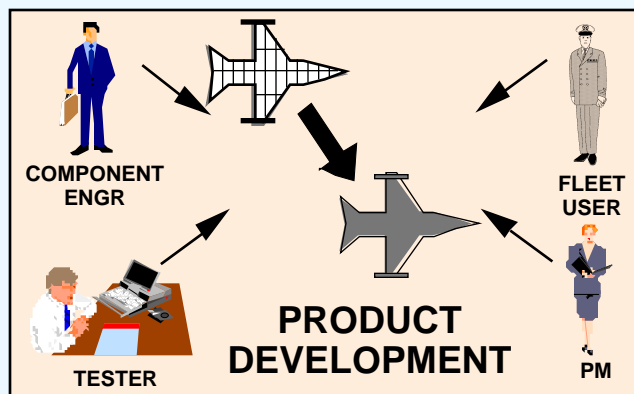 COMPONENT
ENGR
FLEET
USER
TESTER
PRODUCT
DEVELOPMENT
PM